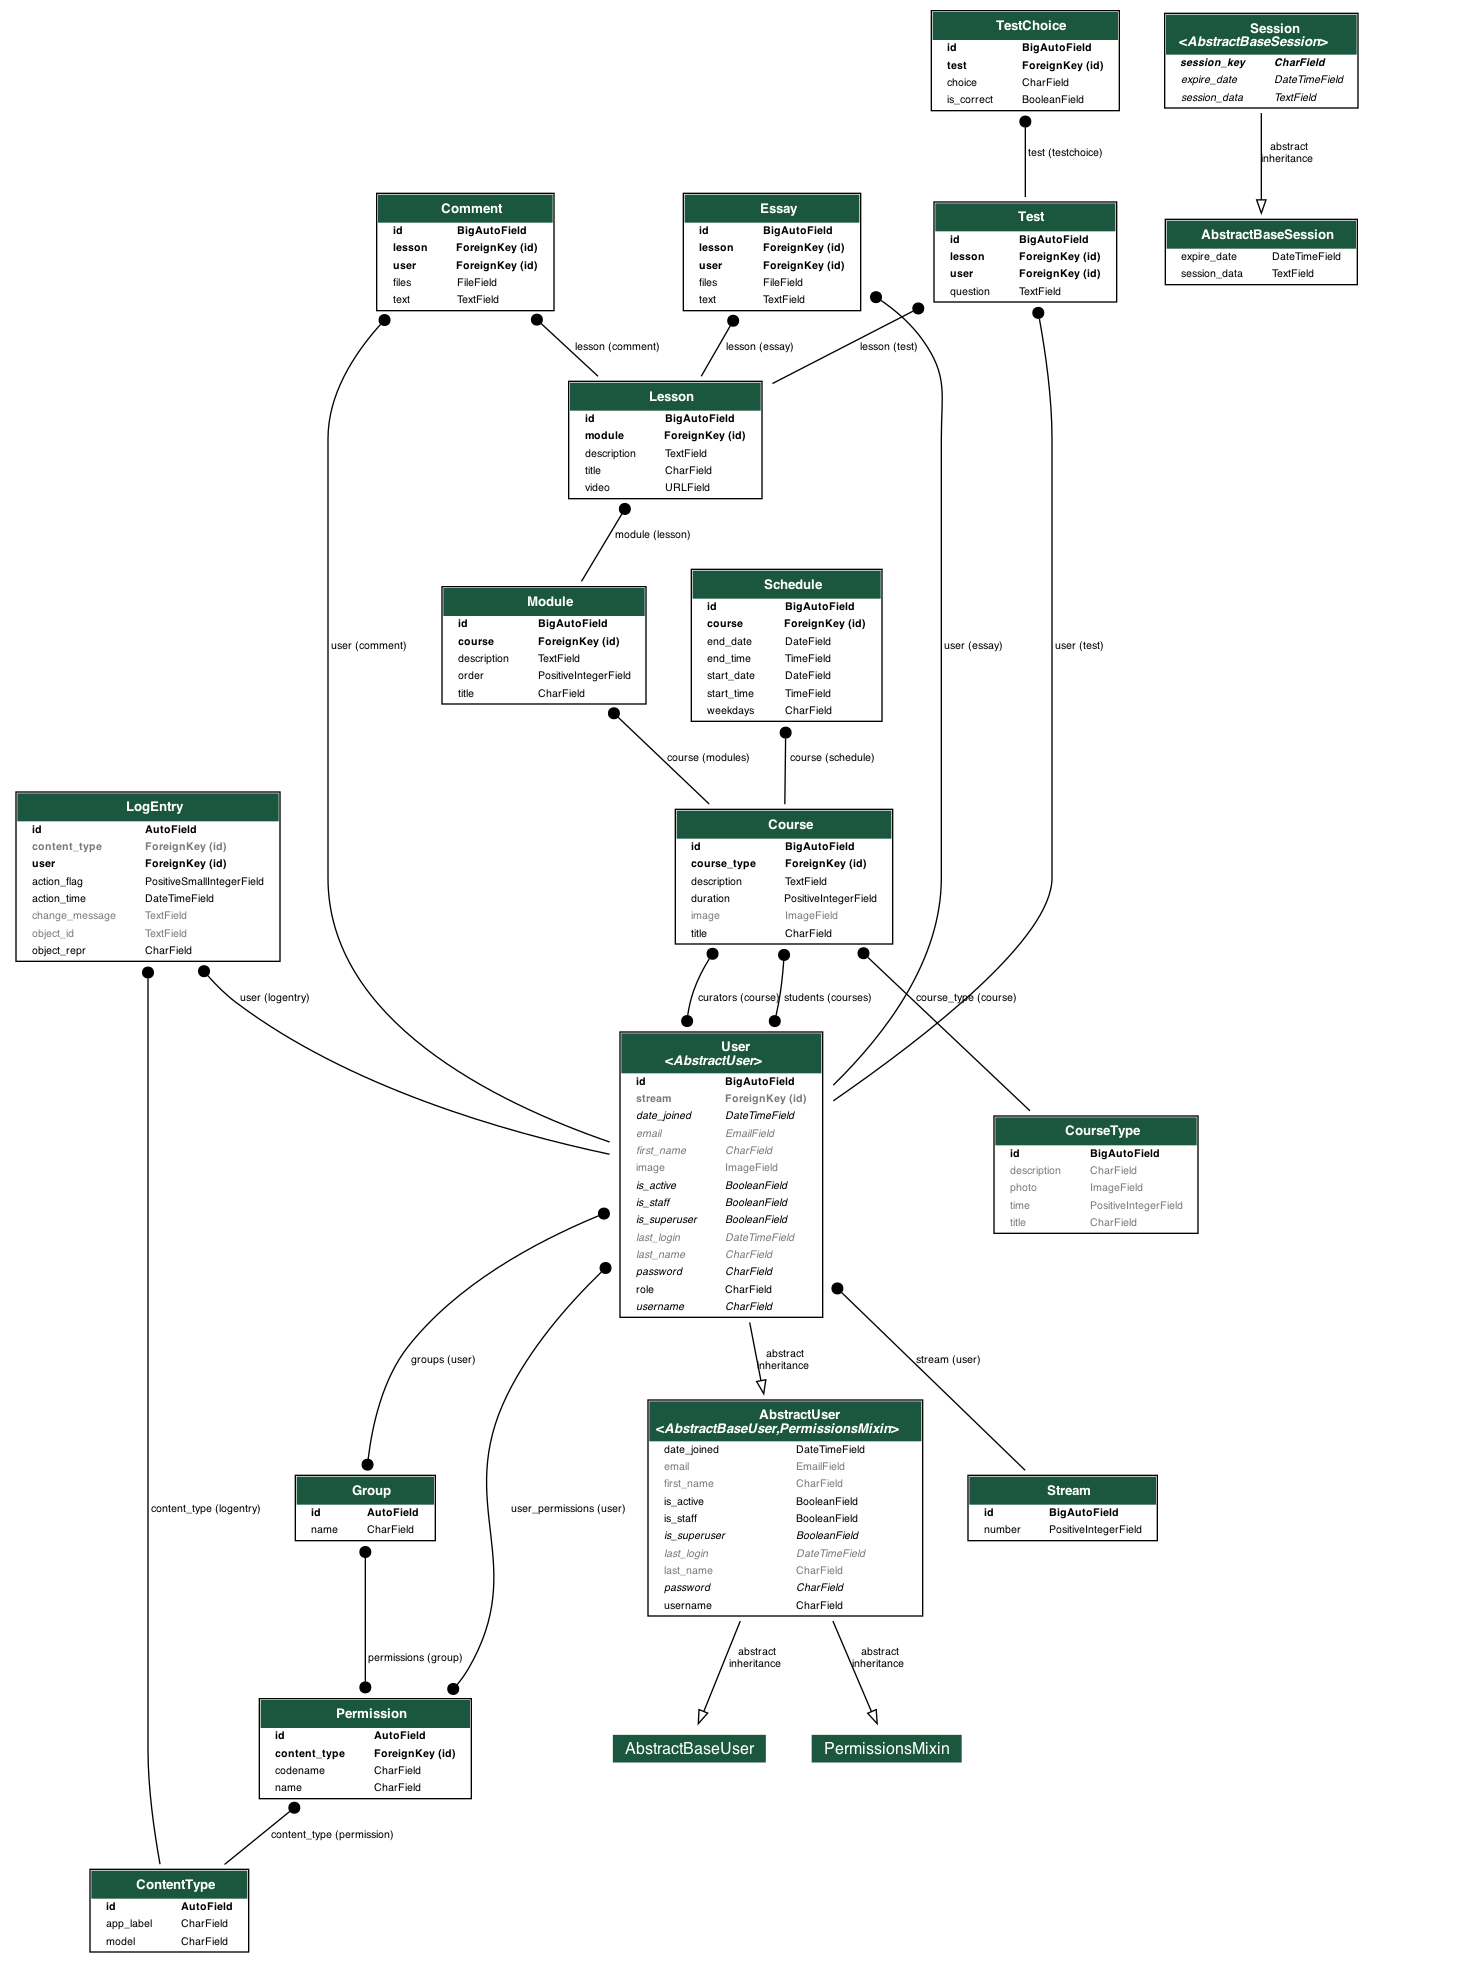 TestChoice
id BigAutoField
test ForeignKey (id)
choice CharField
is_correct BooleanField
Session
<AbstractBaseSession>
session_key CharField
expire_date DateTimeField
session_data TextField
test (testchoice)
abstract
inheritance
Comment
id BigAutoField
lesson ForeignKey (id)
user ForeignKey (id)
files FileField
text TextField
Essay
id BigAutoField
lesson ForeignKey (id)
user ForeignKey (id)
files FileField
text TextField
Test
id BigAutoField
lesson ForeignKey (id)
user ForeignKey (id)
question TextField
AbstractBaseSession
expire_date DateTimeField
session_data TextField
lesson (comment)
lesson (essay)
lesson (test)
Lesson
id BigAutoField
module ForeignKey (id)
description TextField
title CharField
video URLField
module (lesson)
Module
id BigAutoField
course ForeignKey (id)
description TextField
order PositiveIntegerField
title CharField
Schedule
id BigAutoField
course ForeignKey (id)
end_date DateField
end_time TimeField
start_date DateField
start_time TimeField
weekdays CharField
user (comment)
user (essay)
user (test)
course (modules)
course (schedule)
LogEntry
id AutoField
content_type ForeignKey (id)
user ForeignKey (id)
action_flag PositiveSmallIntegerField
action_time DateTimeField
change_message TextField
object_id TextField
object_repr CharField
Course
id BigAutoField
course_type ForeignKey (id)
description TextField
duration PositiveIntegerField
image ImageField
title CharField
user (logentry)
curators (course)
students (courses)
course_type (course)
User
<AbstractUser>
id BigAutoField
stream ForeignKey (id)
date_joined DateTimeField
email EmailField
first_name CharField
image ImageField
is_active BooleanField
is_staff BooleanField
is_superuser BooleanField
last_login DateTimeField
last_name CharField
password CharField
role CharField
username CharField
CourseType
id BigAutoField
description CharField
photo ImageField
time PositiveIntegerField
title CharField
groups (user)
abstract
inheritance
stream (user)
AbstractUser
<AbstractBaseUser,PermissionsMixin>
date_joined DateTimeField
email EmailField
first_name CharField
is_active BooleanField
is_staff BooleanField
is_superuser BooleanField
last_login DateTimeField
last_name CharField
password CharField
username CharField
Group
id AutoField
name CharField
Stream
id BigAutoField
number PositiveIntegerField
content_type (logentry)
user_permissions (user)
permissions (group)
abstract
inheritance
abstract
inheritance
Permission
id AutoField
content_type ForeignKey (id)
codename CharField
name CharField
AbstractBaseUser
PermissionsMixin
content_type (permission)
ContentType
id AutoField
app_label CharField
model CharField